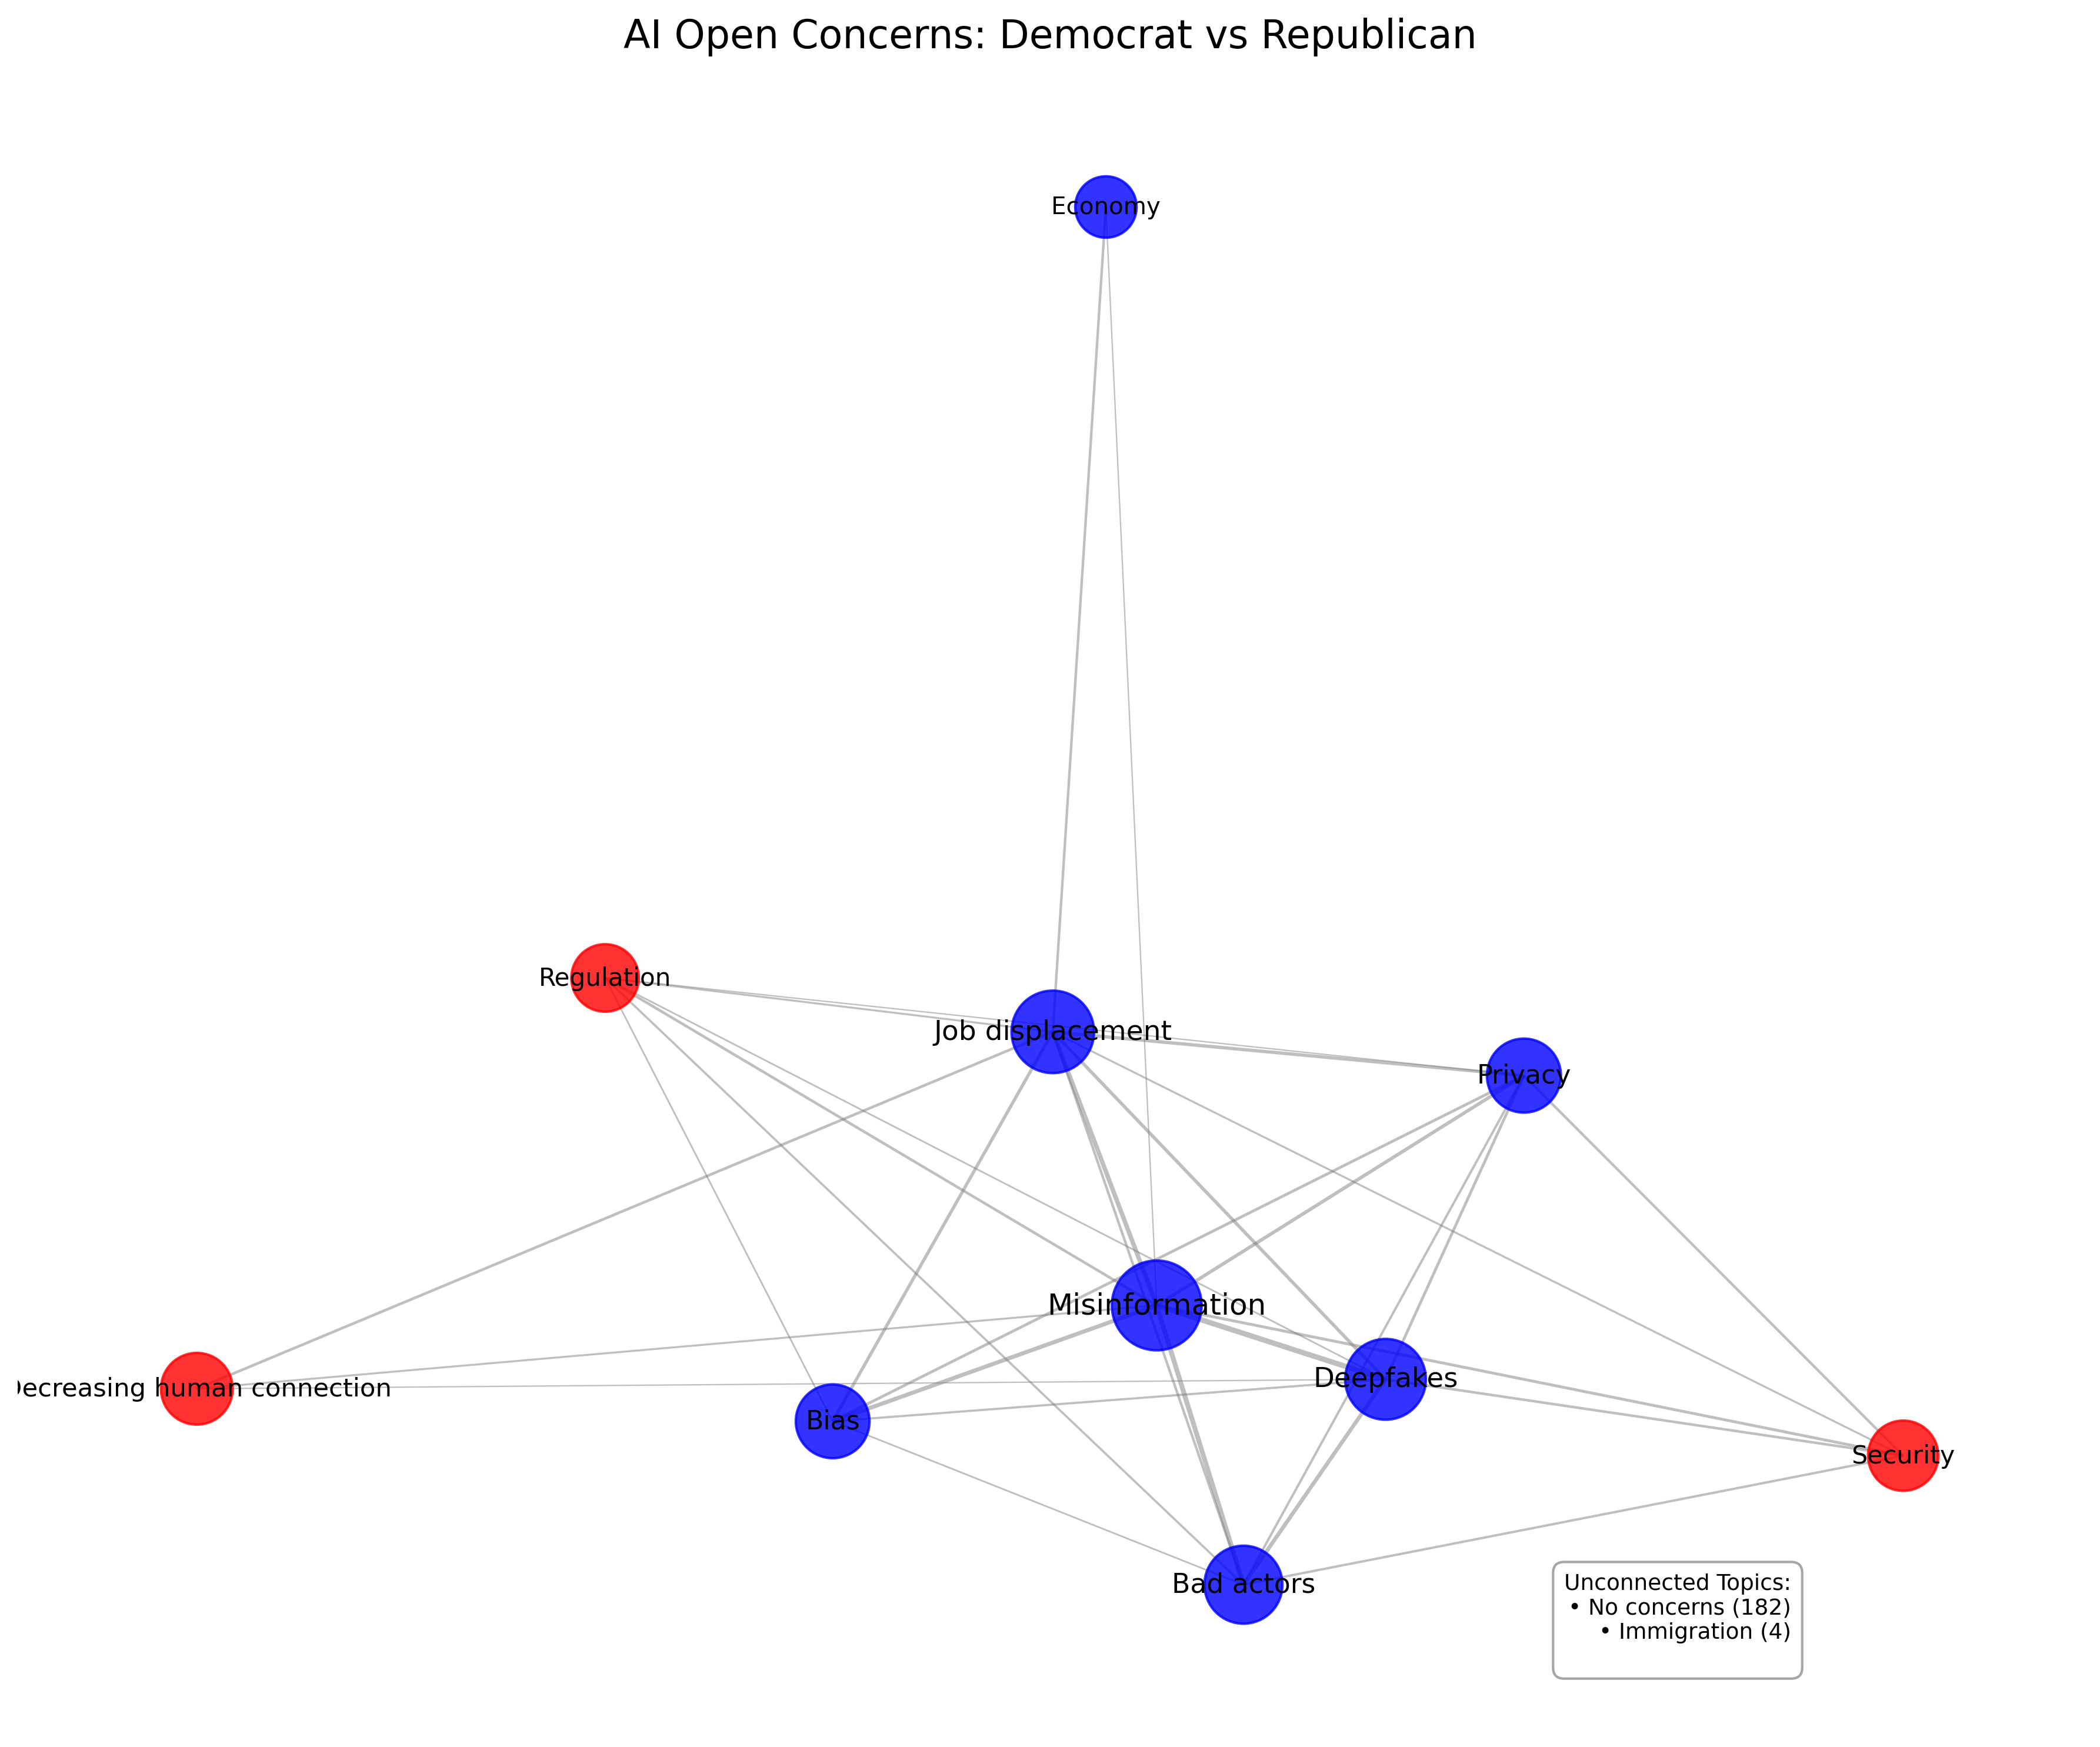 AI Open Concerns: Democrat vs Republican
Economy
Regulation
Job displacement
Privacy
Misinformation
Deepfakes
Decreasing human connection
Bias
Security
Bad actors
Unconnected Topics:
• No concerns (182)
• Immigration (4)